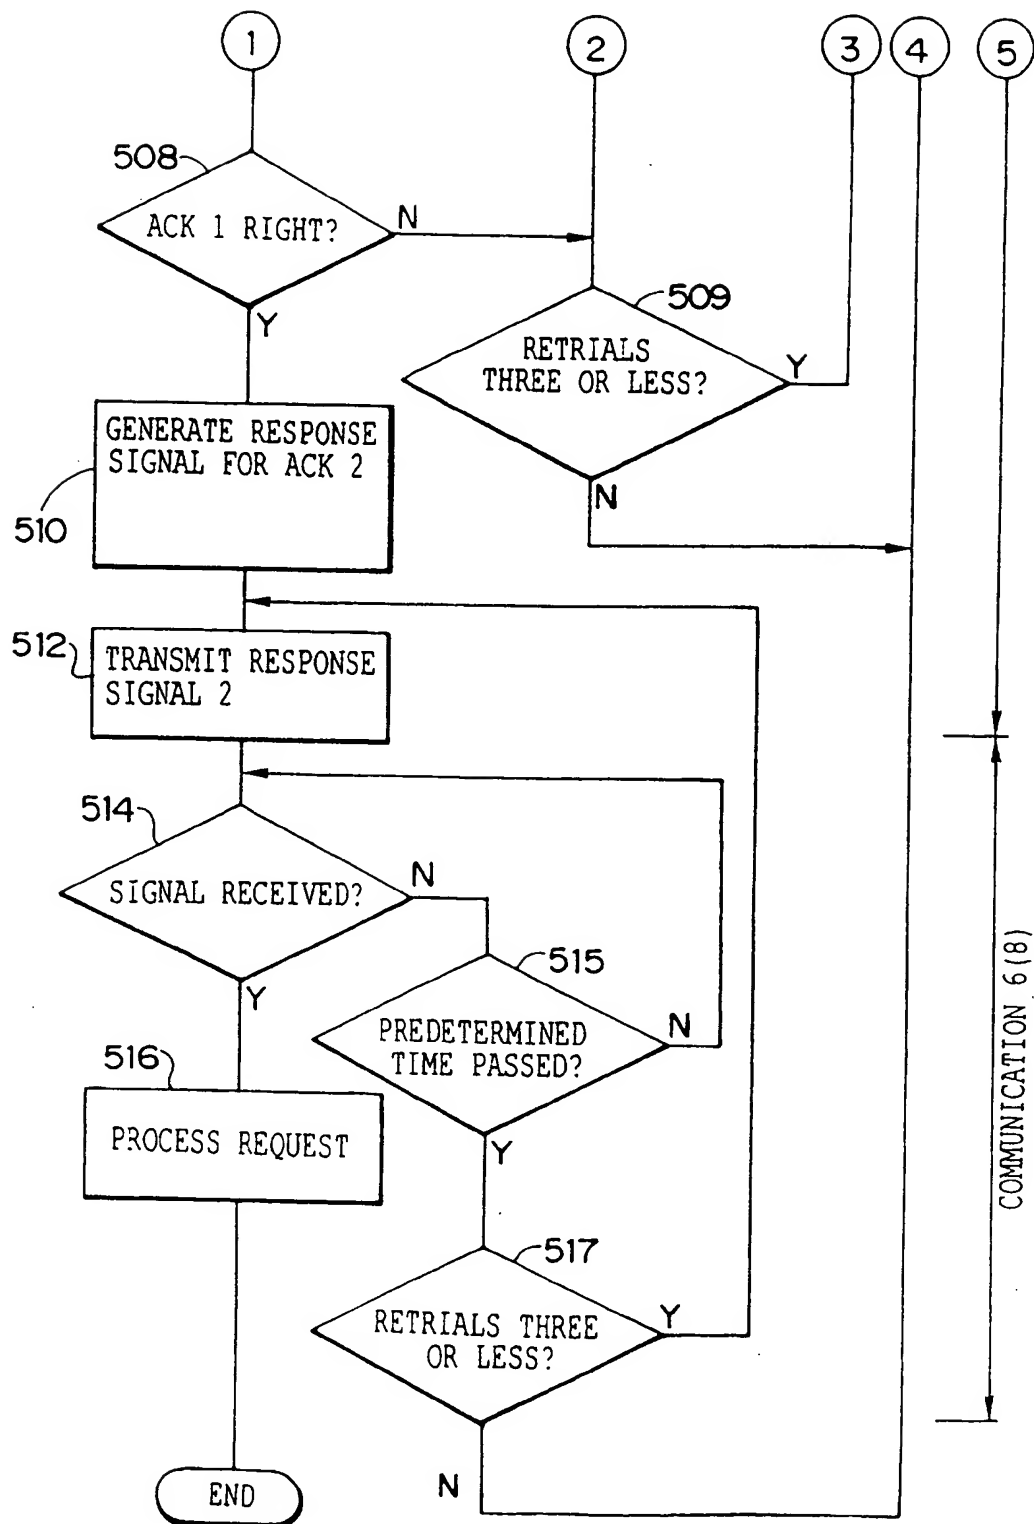 1
2
3
4
5
508
ACK 1 RIGHT?
N
Y
509
RETRIALS
THREE OR LESS?
Y
N
GENERATE RESPONSE
SIGNAL FOR ACK 2
510
512
TRANSMIT RESPONSE
SIGNAL 2
514
SIGNAL RECEIVED?
N
Y
515
PREDETERMINED
TIME PASSED?
N
Y
516
PROCESS REQUEST
517
RETRIALS THREE
OR LESS?
Y
N
END
COMMUNICATION 6(8)